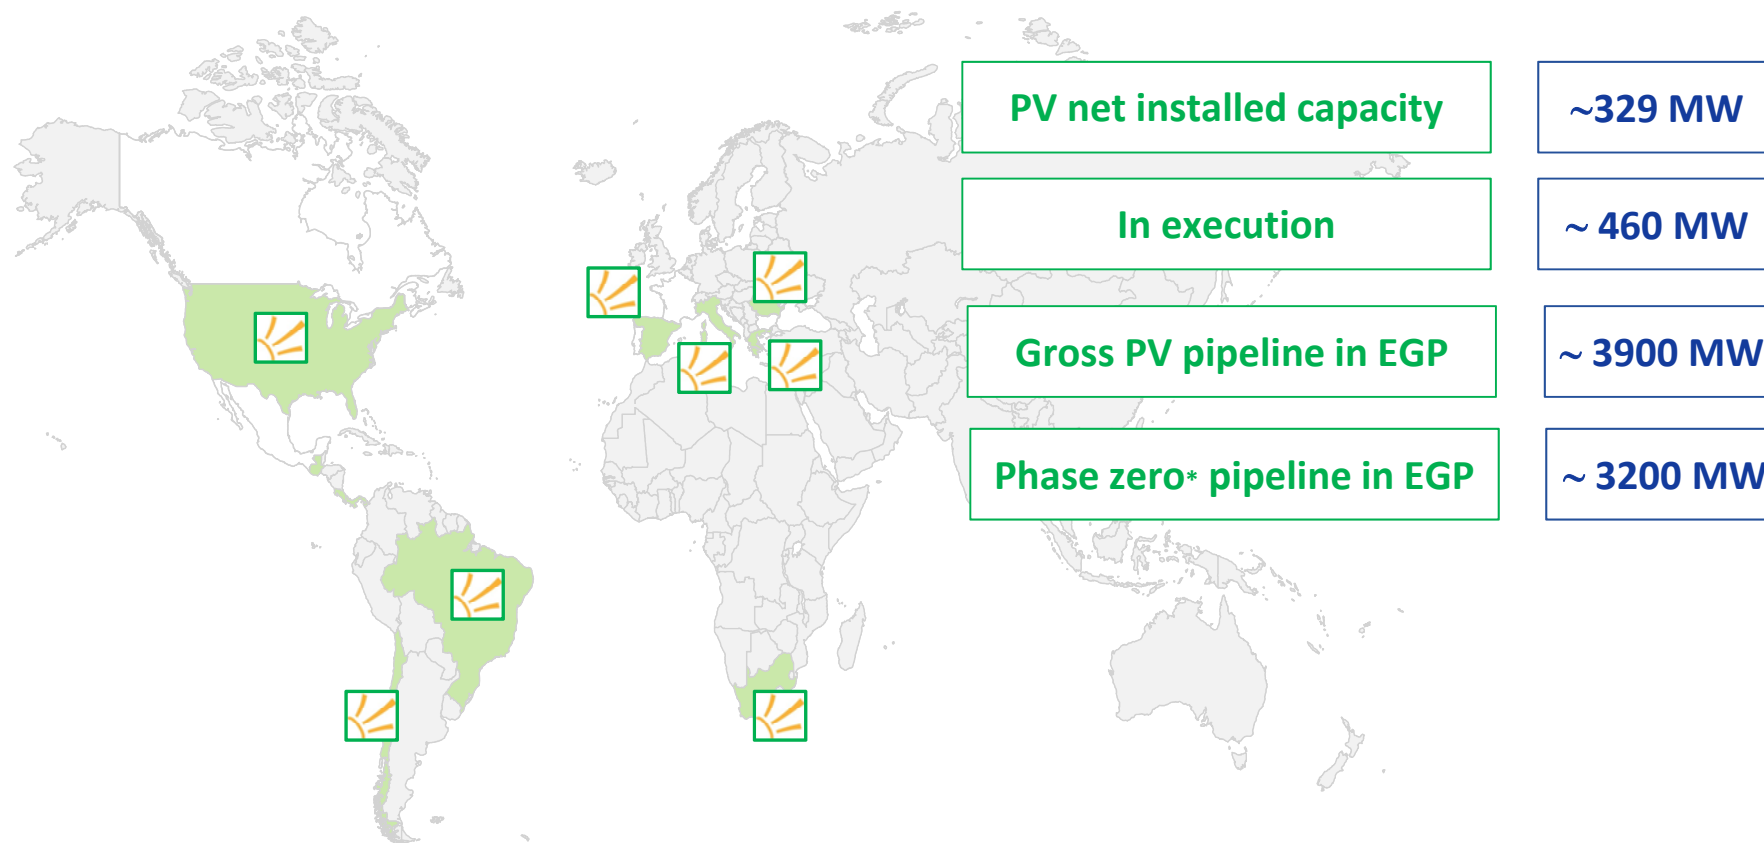 PV net installed capacity ~329 MW
In execution ~ 460 MW
Gross PV pipeline in EGP ~ 3900 MW
Phase zero* pipeline in EGP ~ 3200 MW